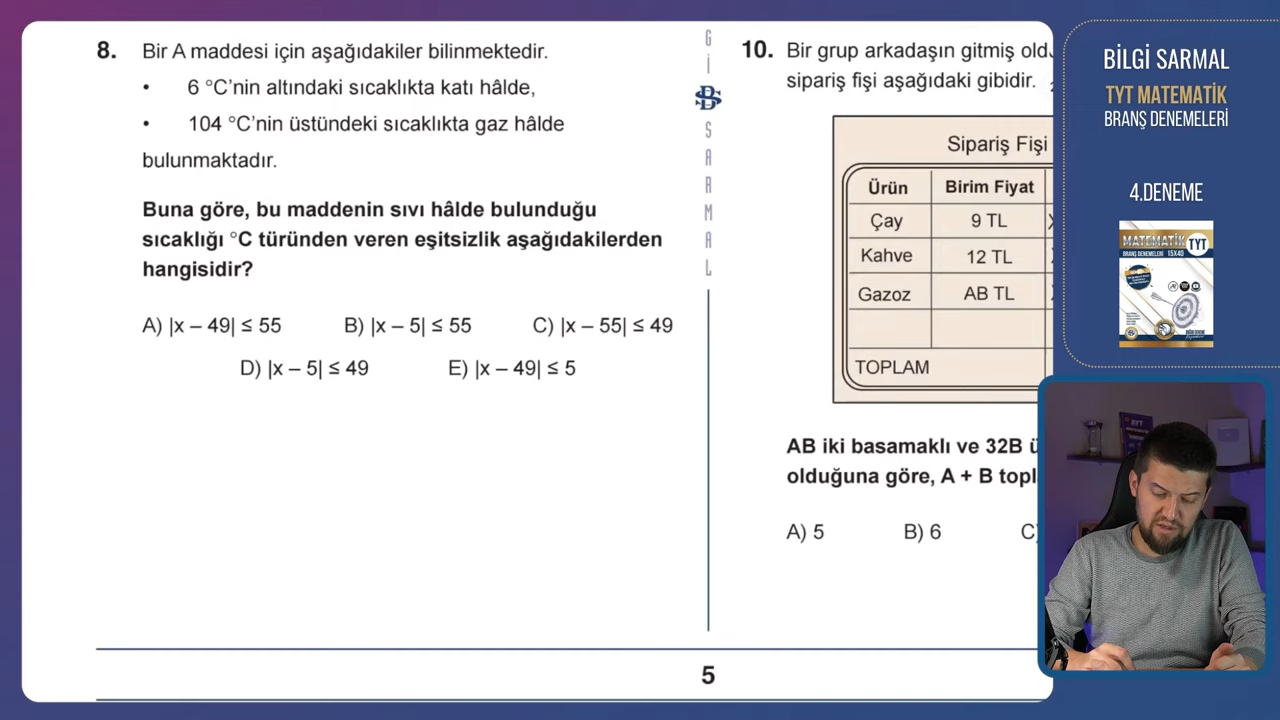 8. Bir A maddesi için aşağıdakiler bilinmektedir.
• 6 °C’nin altındaki sıcaklıkta katı hâlde,
• 104 °C’nin üstündeki sıcaklıkta gaz hâlde
bulunmaktadır.
Buna göre, bu maddenin sıvı hâlde bulunduğu
sıcaklığı °C türünden veren eşitsizlik aşağıdakilerden
hangisidir?
A) |x – 49| ≤ 55 B) |x – 5| ≤ 55 C) |x – 55| ≤ 49
D) |x – 5| ≤ 49 E) |x – 49| ≤ 5
G
İ
S
A
R
M
A
L
10. Bir grup arkadaşın gitmiş
sipariş fişi aşağıdaki gibidir.
Sipariş Fişi
Ürün Birim Fiyat
Çay 9 TL
Kahve 12 TL
Gazoz AB TL
TOPLAM
AB iki basamaklı ve 32B
olduğuna göre, A + B
A) 5 B) 6 C)
5
BİLGİ SARMAL
TYT MATEMATİK
BRANŞ DENEMELERİ
4.DENEME
MATEMATİK TYT
BRANŞ DENEMELERİ 15X40